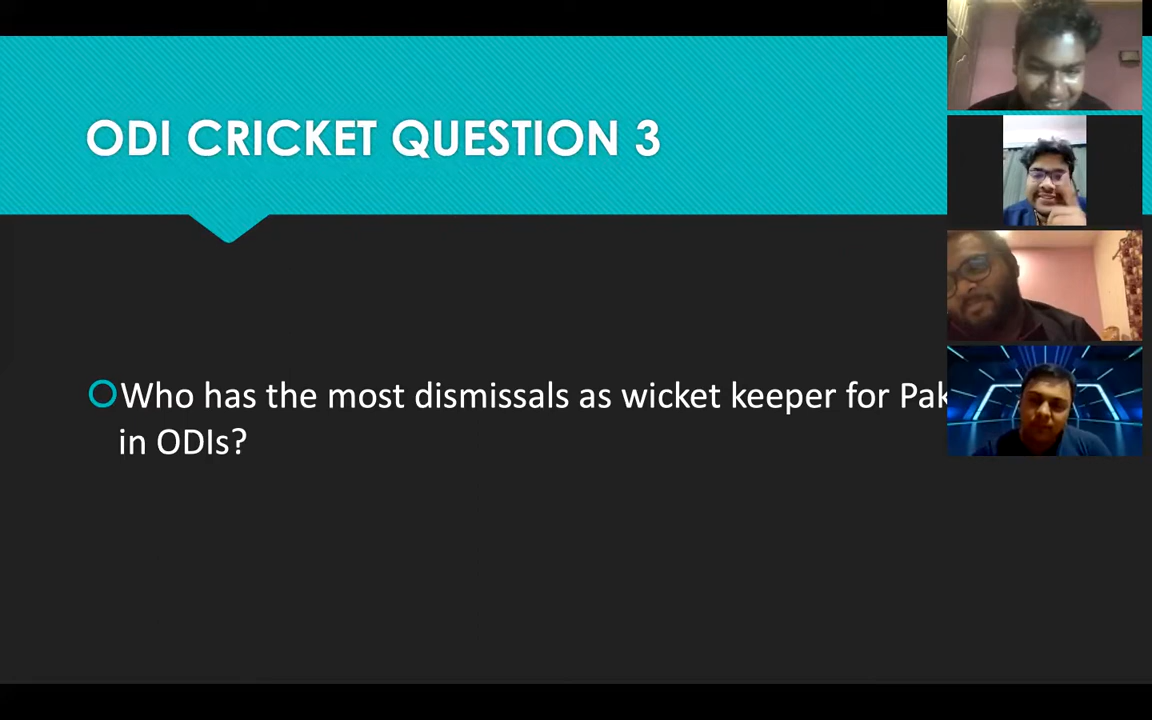 ODI CRICKET QUESTION 3
Who has the most dismissals as wicket keeper for Pak
in ODIs?